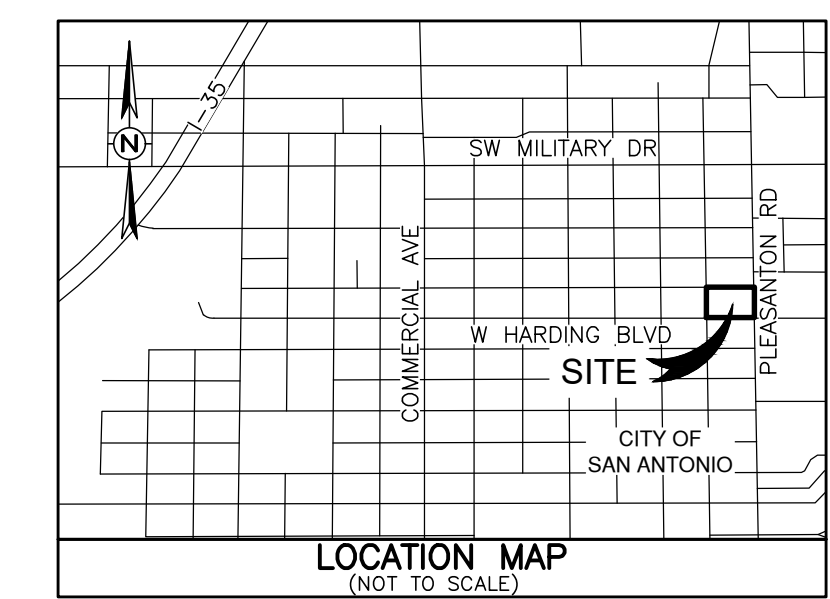 I-35
N
SW MILITARY DR
COMMERCIAL AVE
PLEASANTON RD
W HARDING BLVD
SITE
CITY OF
SAN ANTONIO
LOCATION MAP
(NOT TO SCALE)